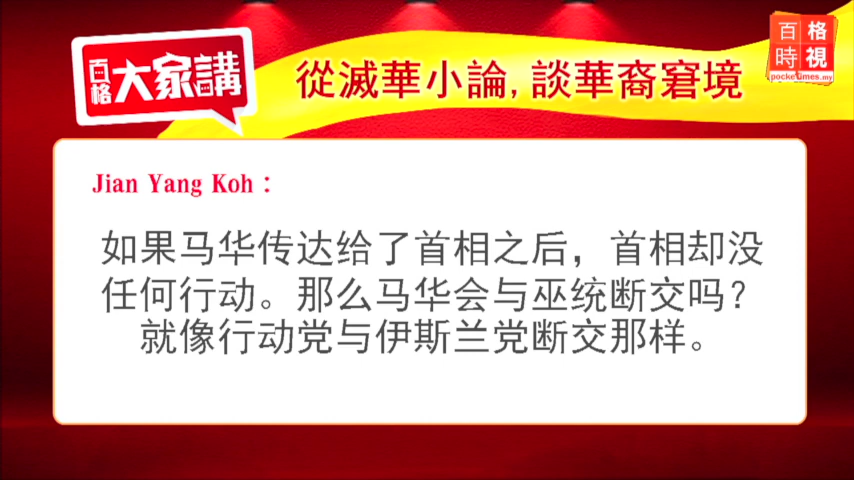 百格
大家講
從滅華小論,談華裔窘境
百格
時視
pocketimes.my
Jian Yang Koh：
如果马华传达给了首相之后，首相却没
任何行动。那么马华会与巫统断交吗？
就像行动党与伊斯兰党断交那样。